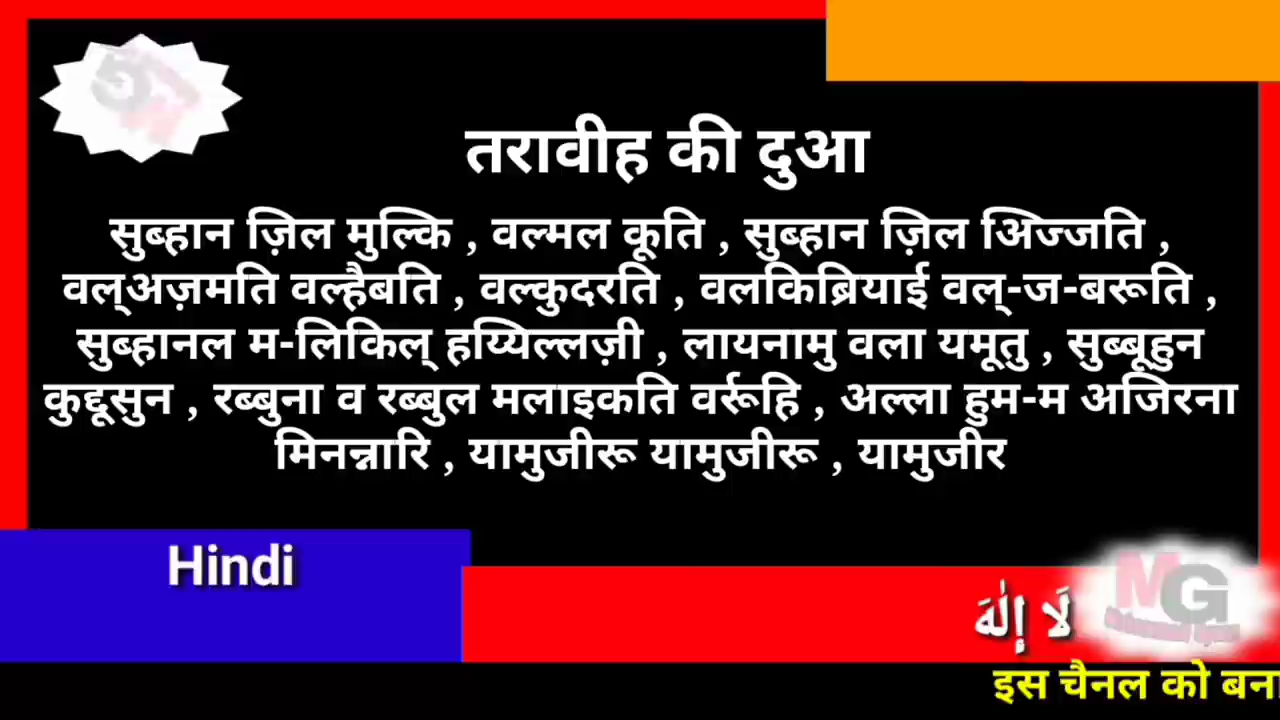 तरावीह की दुआ
सुब्हान ज़िल मुल्कि , वल्मल कूति , सुब्हान ज़िल अिज्जति ,
वल्अज़मति वल्हैबति , वल्कुदरति , वलकिब्रियाई वल्-ज-बरूति ,
सुब्हानल म-लिकिल् हय्यिल्लज़ी , लायनामु वला यमूतु , सुब्बूहुन
कुद्दूसुन , रब्बुना व रब्बुल मलाइकति वर्रूहि , अल्ला हुम-म अजिरना
मिनन्नारि , यामुजीरू यामुजीरू , यामुजीर
Hindi
لَا إِلٰهَ
MG
इस चैनल को